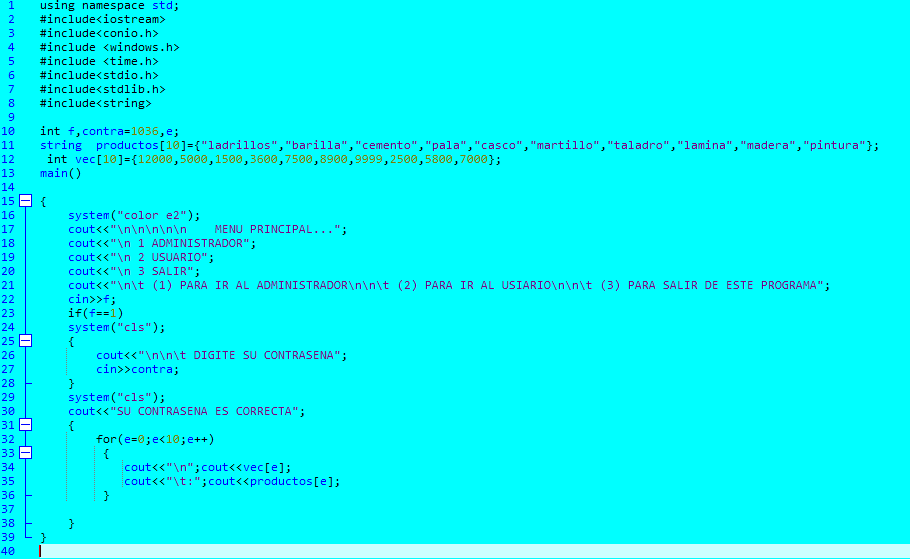 1 using namespace std;
2 #include<iostream>
3 #include<conio.h>
4 #include <windows.h>
5 #include <time.h>
6 #include<stdio.h>
7 #include<stdlib.h>
8 #include<string>
9
10 int f,contra=1036,e;
11 string  productos[10]={"ladrillos","barilla","cemento","pala","casco","martillo","taladro","lamina","madera","pintura"};
12  int vec[10]={12000,5000,1500,3600,7500,8900,9999,2500,5800,7000};
13 main()
14
15 {
16     system("color e2");
17     cout<<"\n\n\n\n\n    MENU PRINCIPAL...";
18     cout<<"\n 1 ADMINISTRADOR";
19     cout<<"\n 2 USUARIO";
20     cout<<"\n 3 SALIR";
21     cout<<"\n\t (1) PARA IR AL ADMINISTRADOR\n\n\t (2) PARA IR AL USIARIO\n\n\t (3) PARA SALIR DE ESTE PROGRAMA";
22     cin>>f;
23     if(f==1)
24     system("cls");
25     {
26         cout<<"\n\n\t DIGITE SU CONTRASENA";
27         cin>>contra;
28     }
29     system("cls");
30     cout<<"SU CONTRASENA ES CORRECTA";
31     {
32         for(e=0;e<10;e++)
33          {
34             cout<<"\n";cout<<vec[e];
35             cout<<"\t:";cout<<productos[e];
36          }
37
38     }
39 }
40